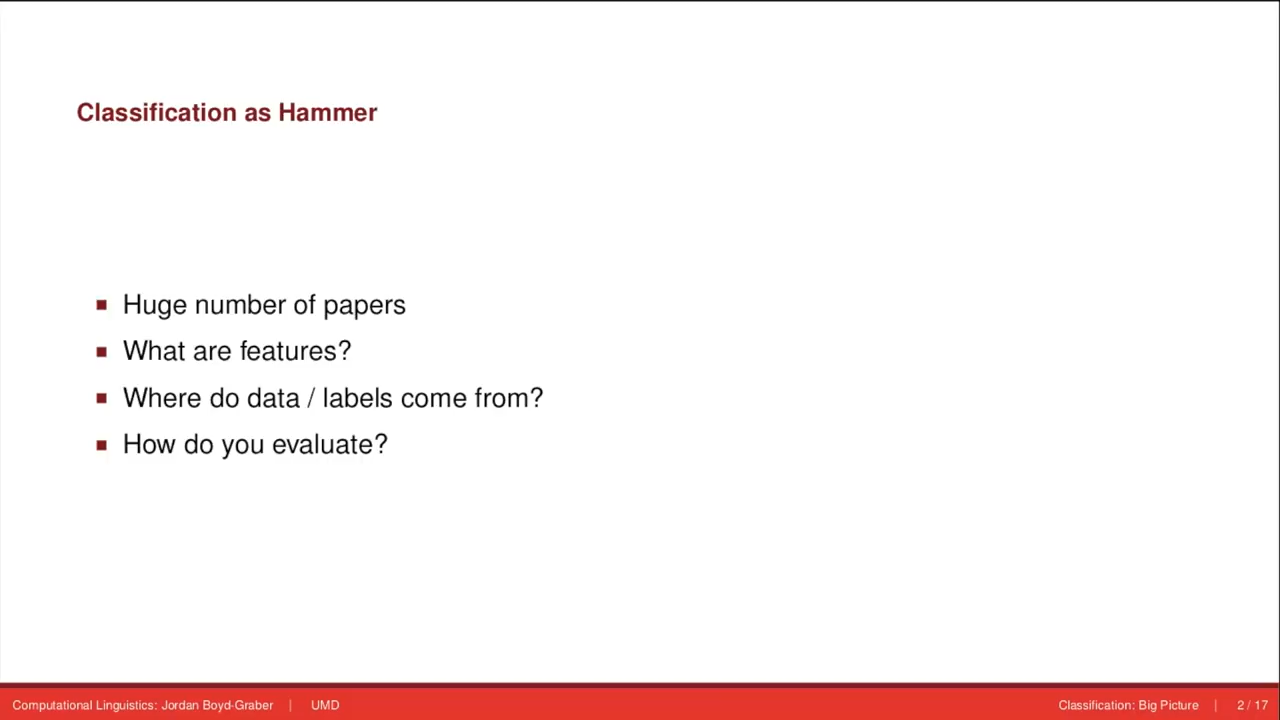 Classification as Hammer
Huge number of papers
What are features?
Where do data / labels come from?
How do you evaluate?
Computational Linguistics: Jordan Boyd-Graber | UMD Classification: Big Picture | 2 / 17